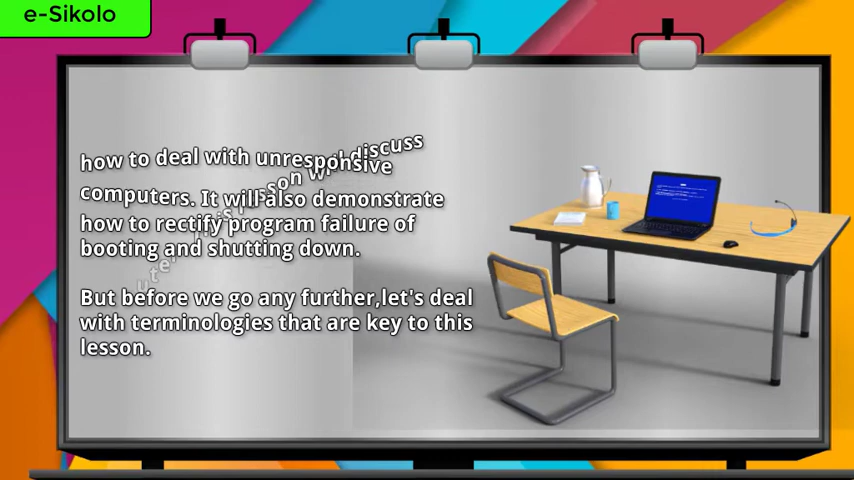 e-Sikolo
discuss
how to deal with unresponsive
computers. It will also demonstrate
how to rectify program failure of
booting and shutting down.
But before we go any further,let's deal
with terminologies that are key to this
lesson.